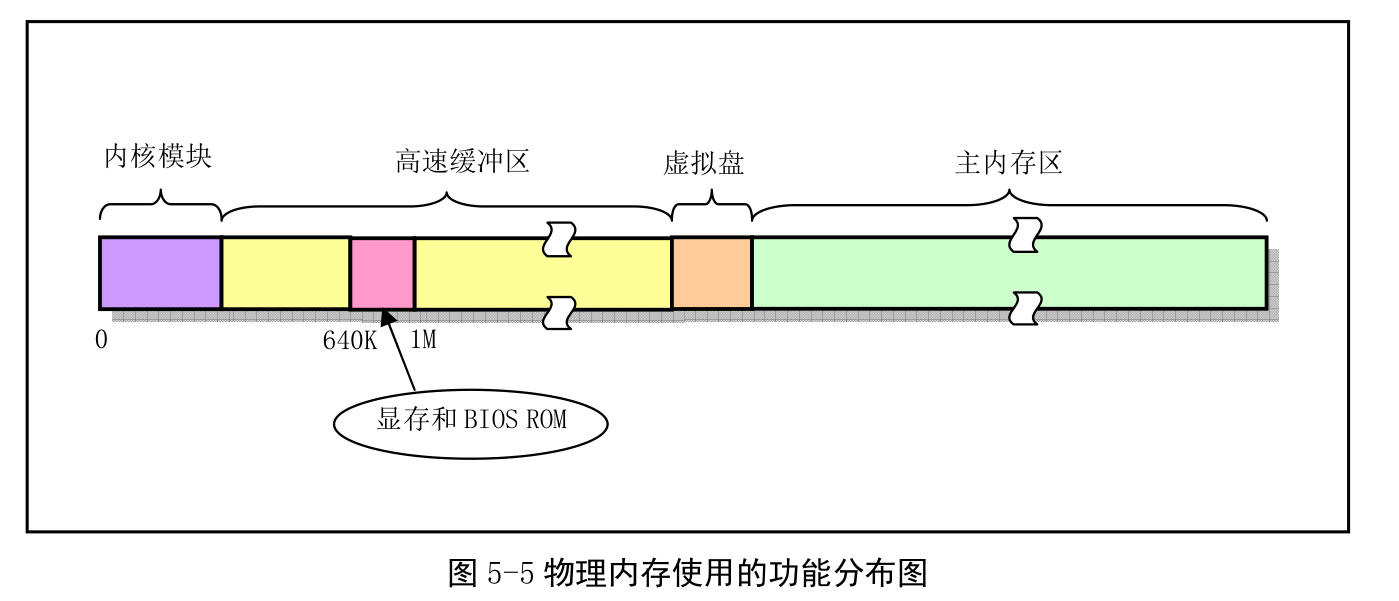 内核模块
高速缓冲区
虚拟盘
主内存区
0
640K
1M
显存和 BIOS ROM
图 5-5 物理内存使用的功能分布图